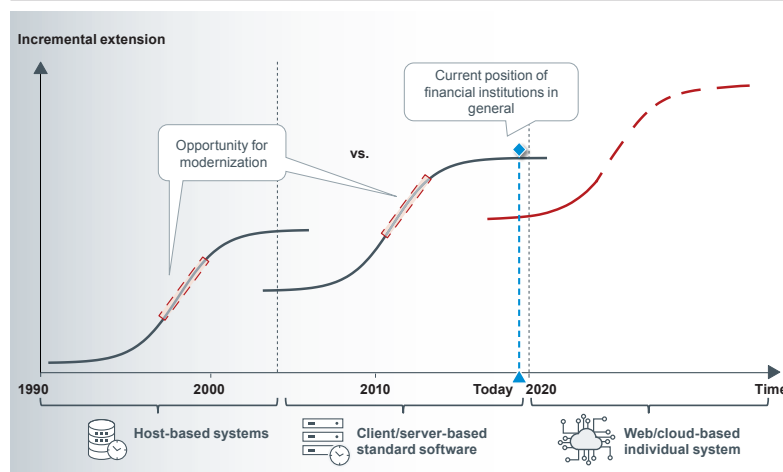 Incremental extension
Current position of
financial institutions in
general
Opportunity for
modernization
vs.
1990
2000
2010
Today
2020
Time
Host-based systems
Client/server-based
standard software
Web/cloud-based
individual system